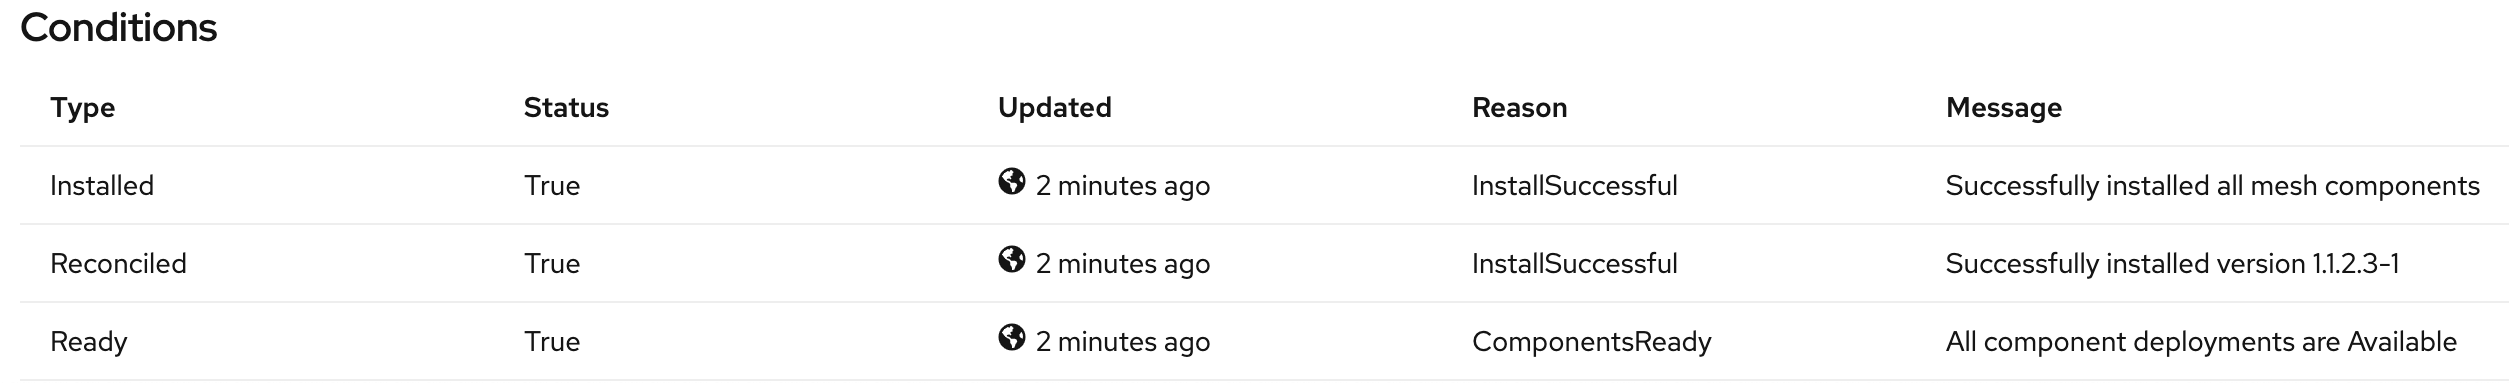 Conditions
Type Status Updated Reason Message
Installed True 2 minutes ago InstallSuccessful Successfully installed all mesh components
Reconciled True 2 minutes ago InstallSuccessful Successfully installed version 1.1.2.3-1
Ready True 2 minutes ago ComponentsReady All component deployments are Available